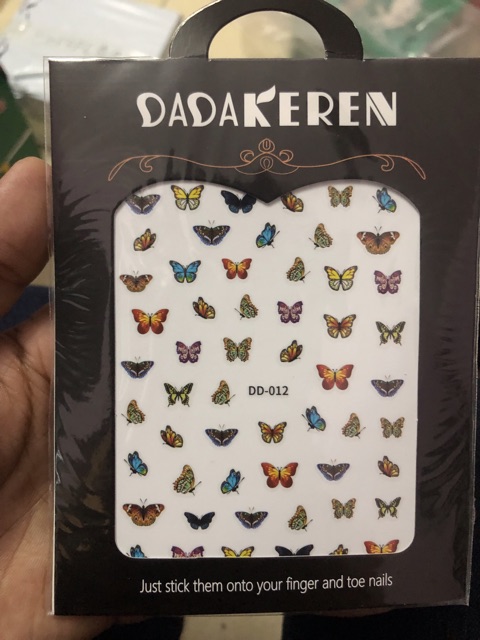 DADAKEREN
DD-012
Just stick them onto your finger and toe nails